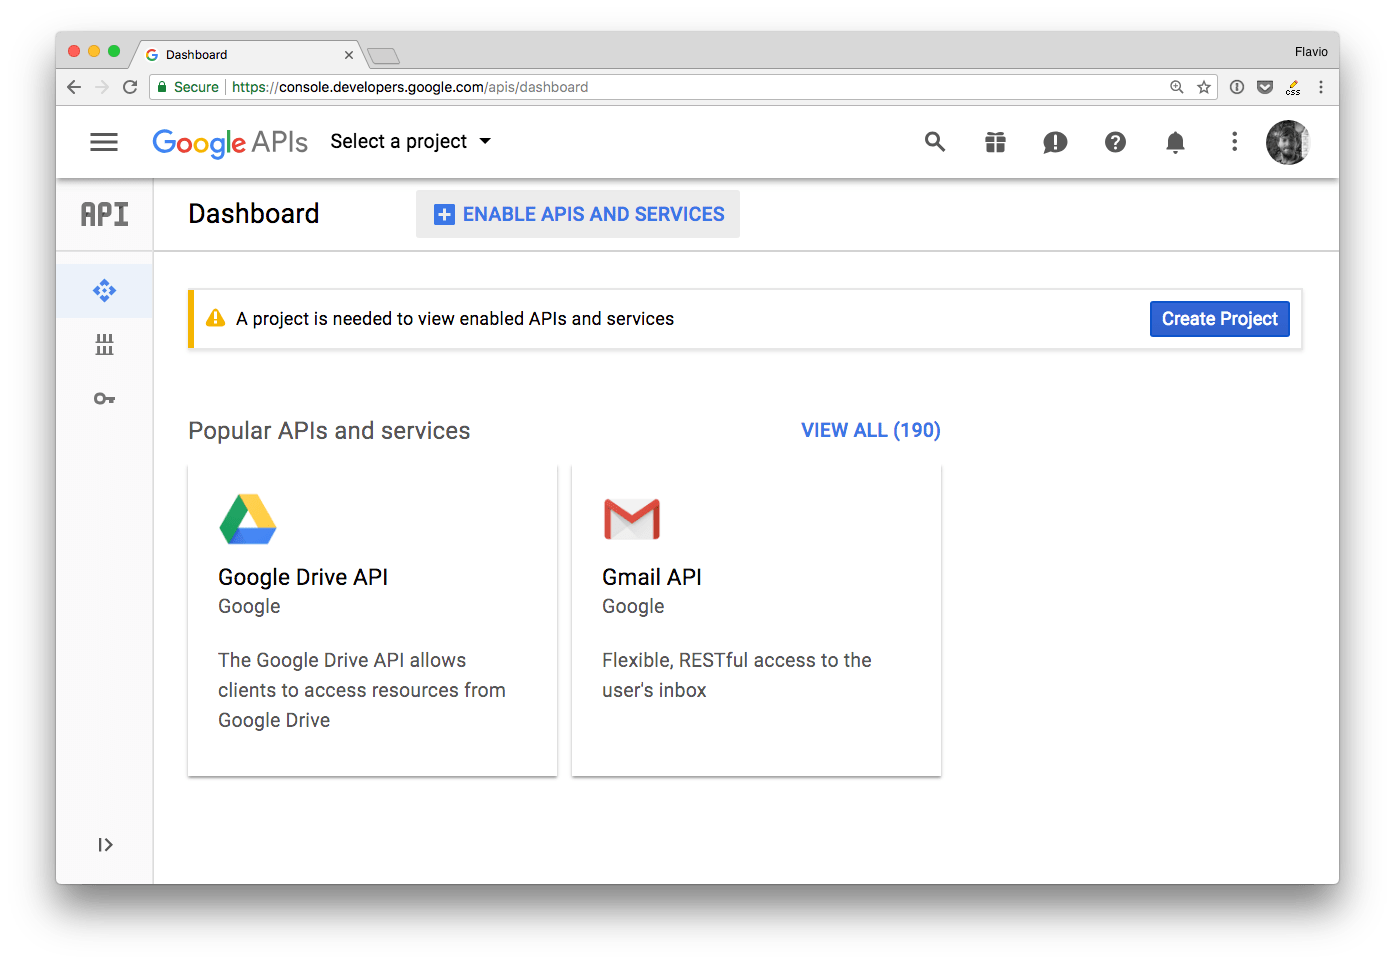 Dashboard
Flavio
Secure https://console.developers.google.com/apis/dashboard
css
Google APIs Select a project
API Dashboard ENABLE APIS AND SERVICES
A project is needed to view enabled APIs and services Create Project
Popular APIs and services VIEW ALL (190)
Google Drive API
Google
The Google Drive API allows
clients to access resources from
Google Drive
Gmail API
Google
Flexible, RESTful access to the
user's inbox